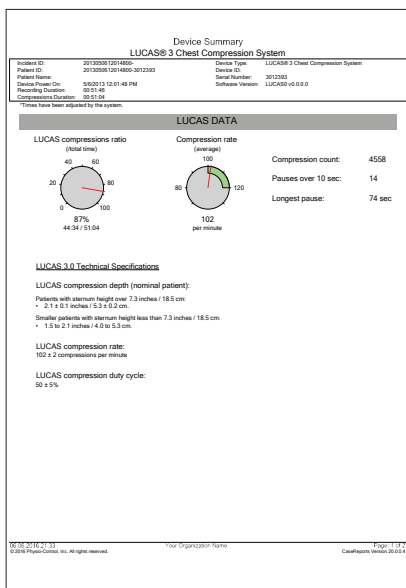 Device Summary
LUCAS® 3 Chest Compression System
Incident ID: 2013050612014800-
Patient ID: 2013050612014800-3012393
Patient Name:
Device Power On: 5/6/2013 12:01:48 PM
Recording Duration: 00:51:46
Compressions Duration: 00:51:04
Device Type: LUCAS® 3 Chest Compression System
Device ID:
Serial Number: 3012393
Software Version: LUCAS0 v0.0.0.0
*Times have been adjusted by the system.
LUCAS DATA
LUCAS compressions ratio
(/total time)
40 60
20 80
0 100
87%
44:34 / 51:04
Compression rate
(average)
100
80 120
102
per minute
Compression count: 4558
Pauses over 10 sec: 14
Longest pause: 74 sec
LUCAS 3.0 Technical Specifications
LUCAS compression depth (nominal patient):
Patients with sternum height over 7.3 inches / 18.5 cm:
• 2.1 ± 0.1 inches / 5.3 ± 0.2 cm.
Smaller patients with sternum height less than 7.3 inches / 18.5 cm:
• 1.5 to 2.1 inches / 4.0 to 5.3 cm.
LUCAS compression rate:
102 ± 2 compressions per minute
LUCAS compression duty cycle:
50 ± 5%
06.06.2016 21:33 Your Organization Name Page: 1 of 2
© 2016 Physio-Control, Inc. All rights reserved. CaseReports Version 20.0.0.4